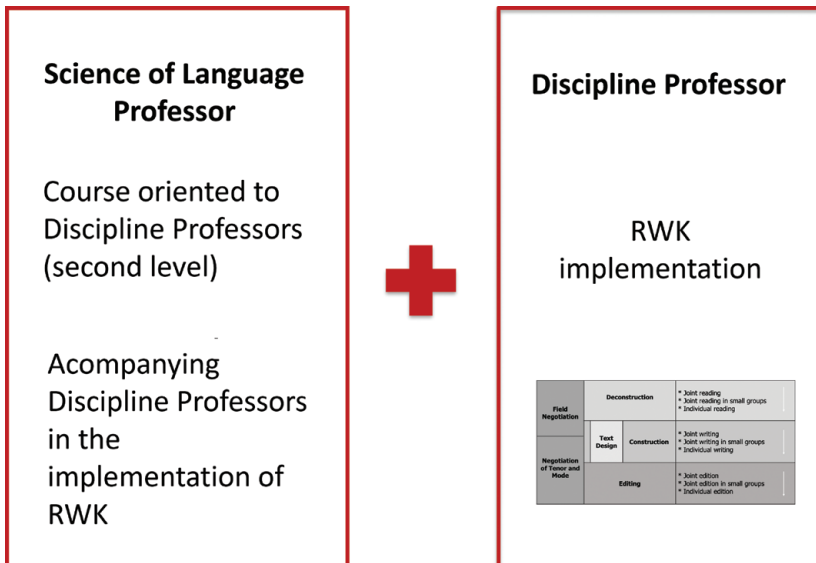 Science of Language
Professor
Course oriented to
Discipline Professors
(second level)
Acompanying
Discipline Professors
in the
implementation of
RWK
Discipline Professor
RWK
implementation
Field
Negotiation
Negotiation
of Tenor and
Mode
Deconstruction
* Joint reading
* Joint reading in small groups
* Individual reading
Text
Design
Construction
* Joint writing
* Joint writing in small groups
* Individual writing
Editing
* Joint edition
* Joint edition in small groups
* Individual edition